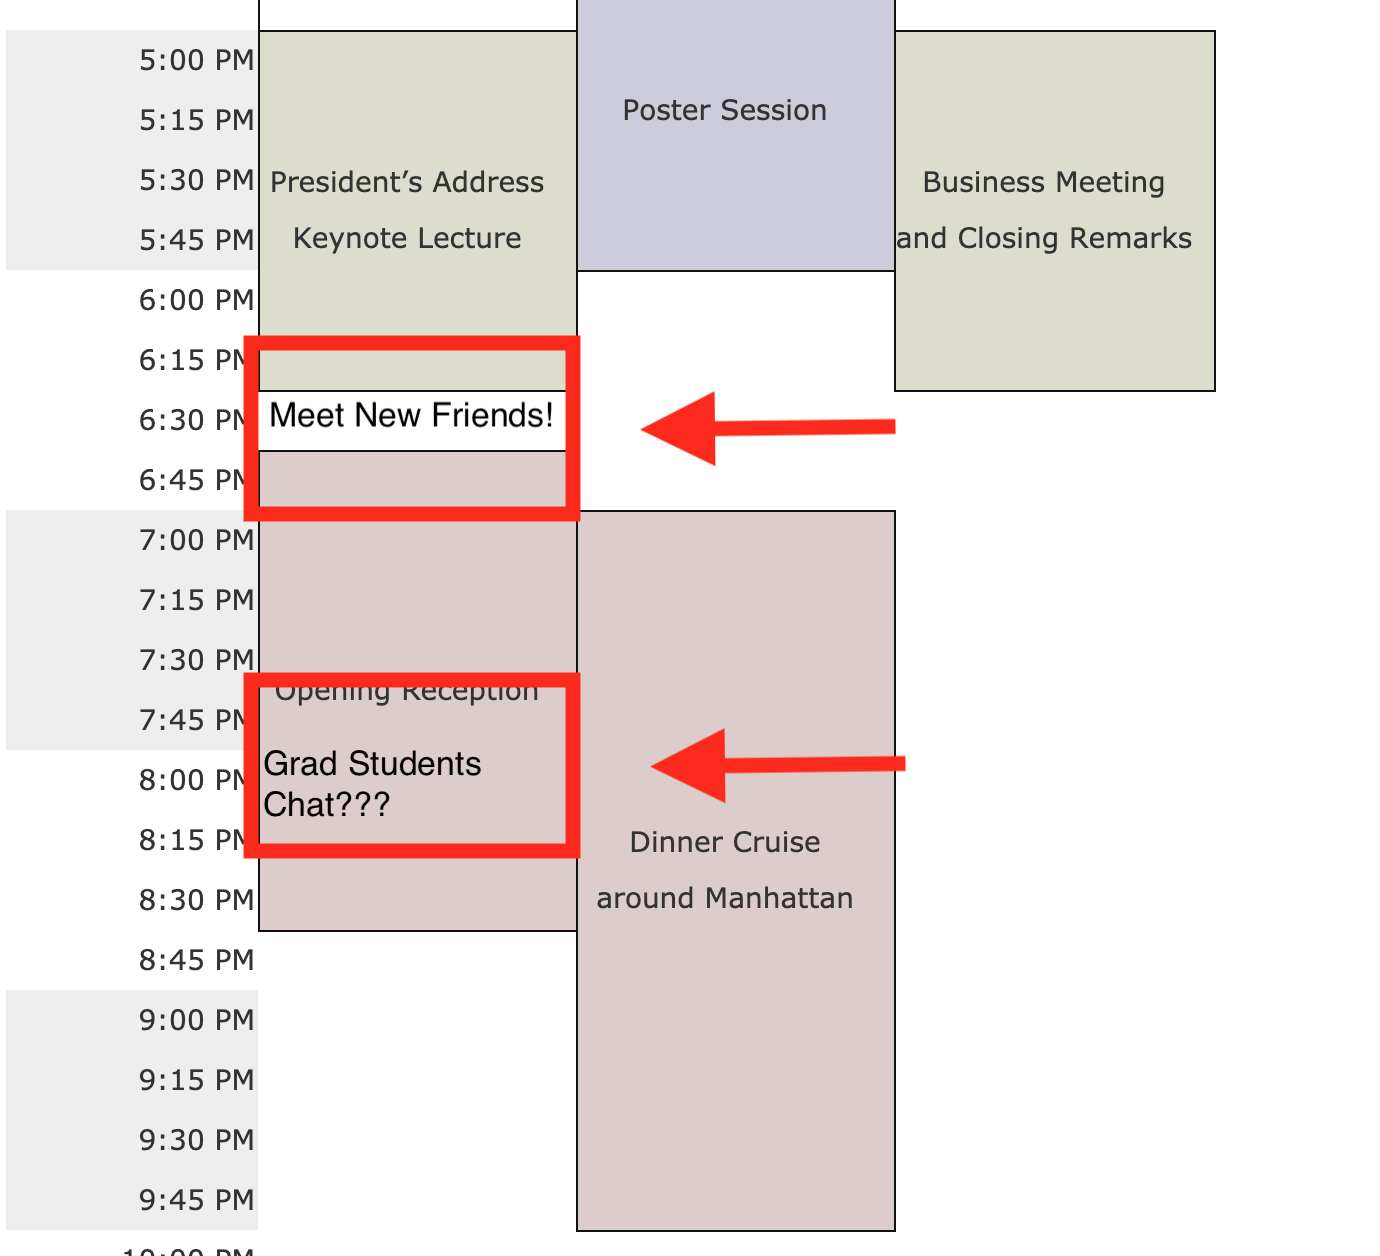 5:00 PM
5:15 PM
5:30 PM
5:45 PM
6:00 PM
6:15 PM
6:30 PM
6:45 PM
7:00 PM
7:15 PM
7:30 PM
7:45 PM
8:00 PM
8:15 PM
8:30 PM
8:45 PM
9:00 PM
9:15 PM
9:30 PM
9:45 PM
10:00 PM
President’s Address
Keynote Lecture
Meet New Friends!
Opening Reception
Grad Students
Chat???
Poster Session
Dinner Cruise
around Manhattan
Business Meeting
and Closing Remarks